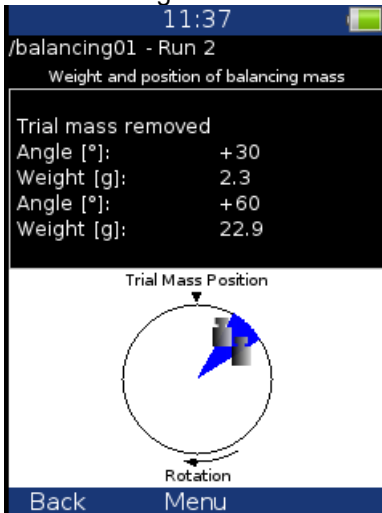 11:37
/balancing01 - Run 2
Weight and position of balancing mass
Trial mass removed
Angle [°]: +30
Weight [g]: 2.3
Angle [°]: +60
Weight [g]: 22.9
Trial Mass Position
Rotation
Back Menu